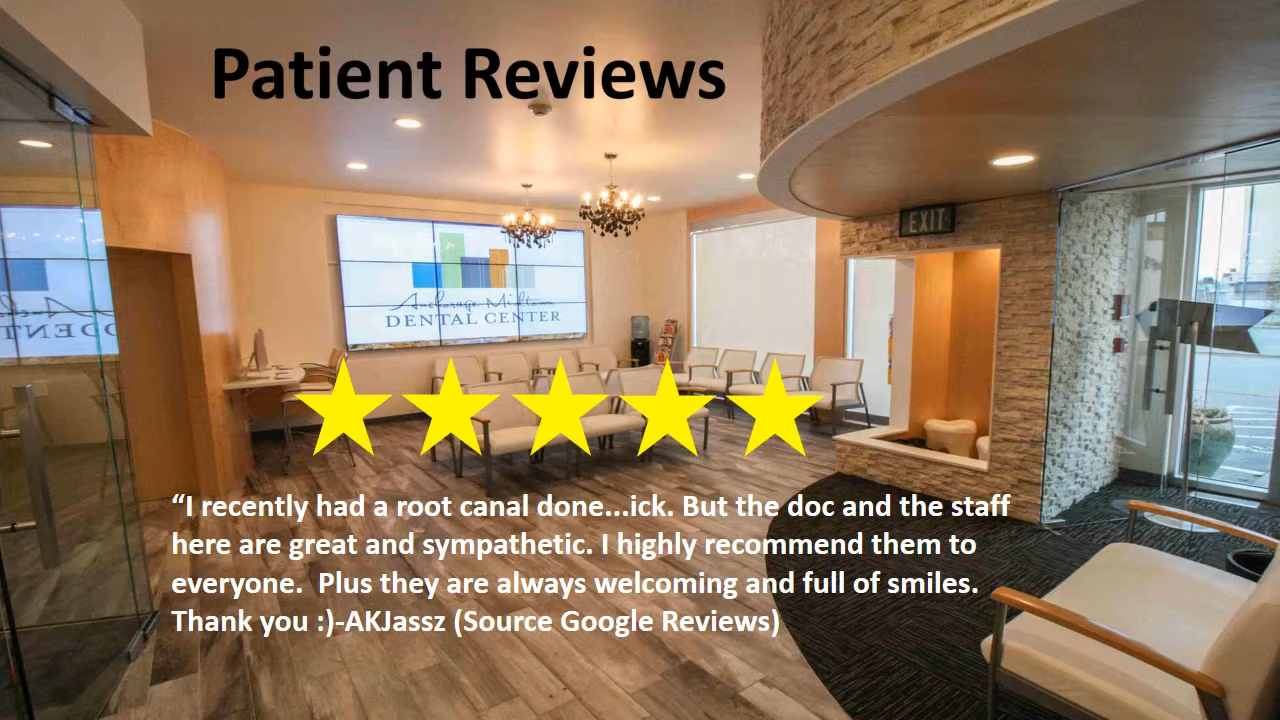 Patient Reviews
EXIT
Anchorage Midtown
DENTAL CENTER
“I recently had a root canal done...ick. But the doc and the staff
here are great and sympathetic. I highly recommend them to
everyone.  Plus they are always welcoming and full of smiles.
Thank you :)-AKJassz (Source Google Reviews)